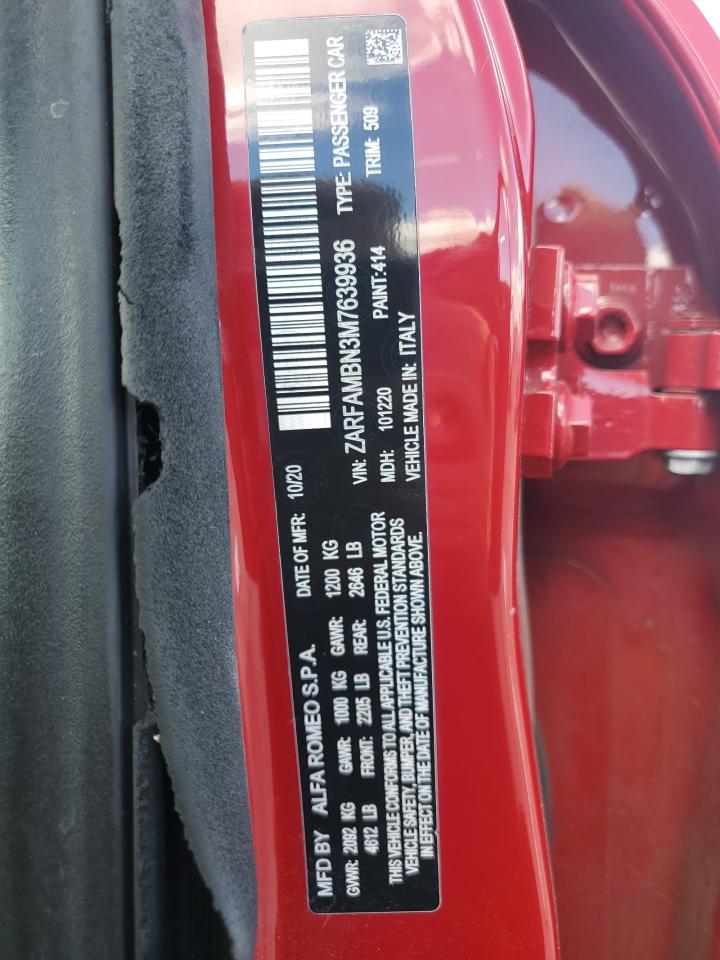 MFD BY ALFA ROMEO S.P.A. DATE OF MFR: 10/20
GVWR: 2092 KG GAWR: 1000 KG GAWR: 1200 KG
4612 LB FRONT: 2205 LB REAR: 2646 LB
THIS VEHICLE CONFORMS TO ALL APPLICABLE U.S. FEDERAL MOTOR
VEHICLE SAFETY, BUMPER, AND THEFT PREVENTION STANDARDS
IN EFFECT ON THE DATE OF MANUFACTURE SHOWN ABOVE.
VIN: ZARFAMBN3M7639936 TYPE: PASSENGER CAR
MDH: 101220 PAINT: 414 TRIM: 509
VEHICLE MADE IN: ITALY